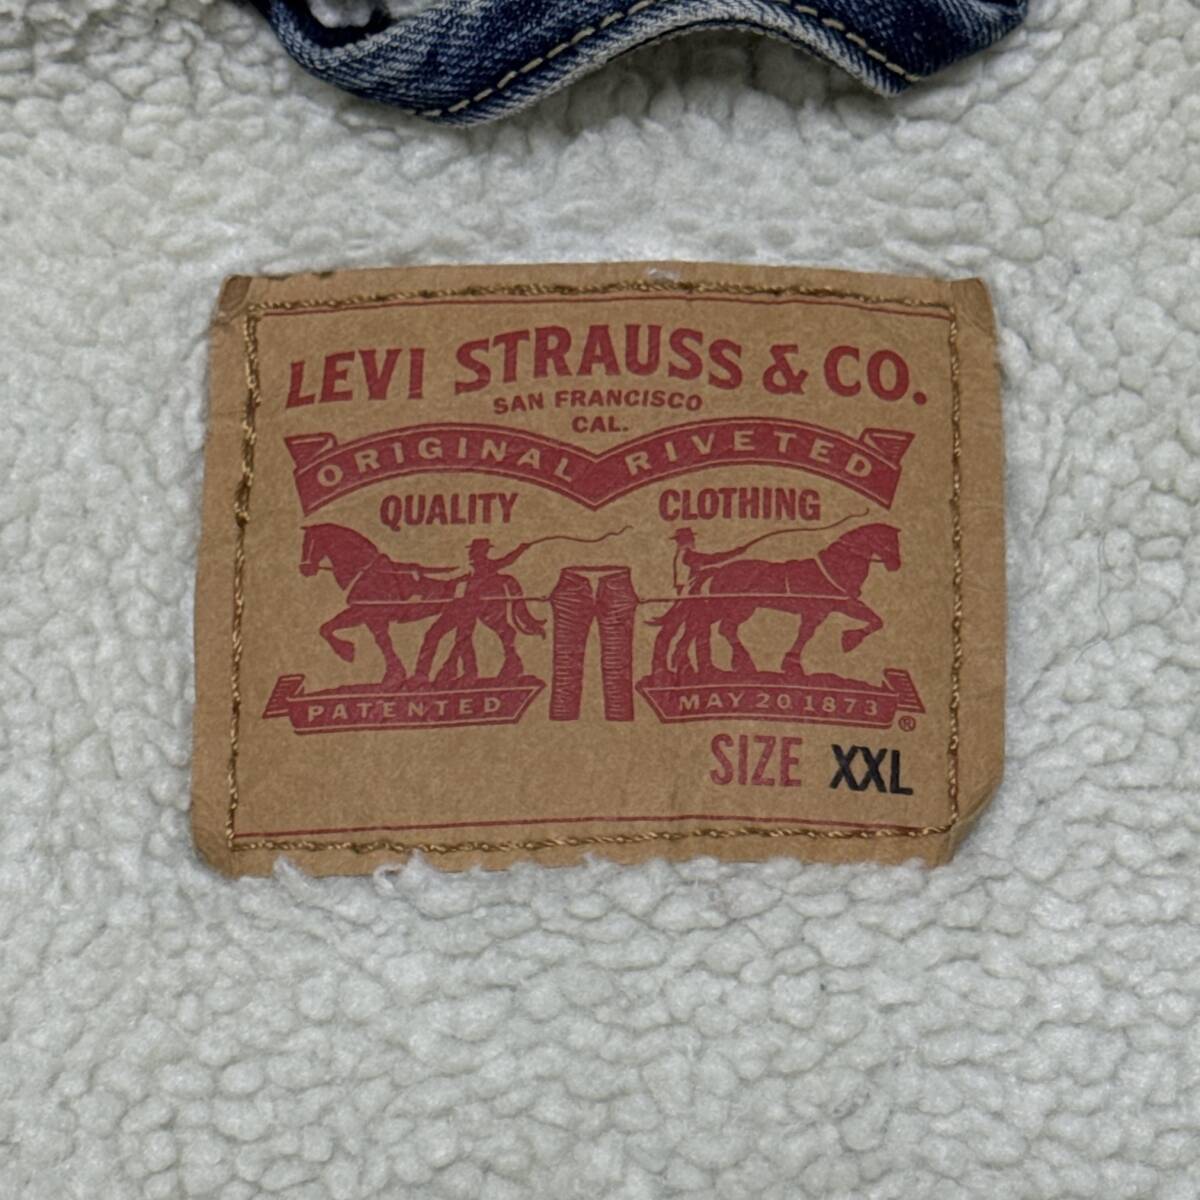 LEVI STRAUSS & CO.
SAN FRANCISCO
CAL.
ORIGINAL RIVETED
QUALITY CLOTHING
PATENTED MAY 20 1873 ®
SIZE XXL